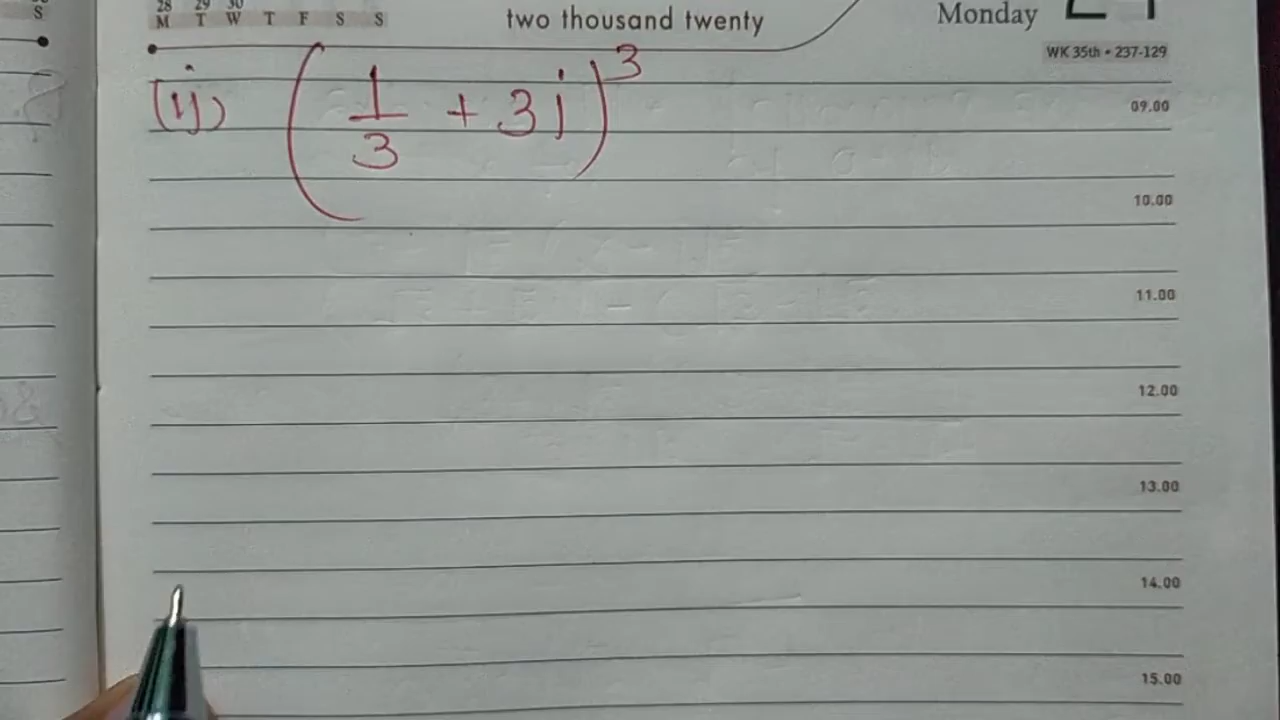 S
28 29 30
M T W T F S S
two thousand twenty
Monday
WK 35th • 237-129
(ii) ( 1/3 + 3i )^3
09.00
10.00
11.00
12.00
13.00
14.00
15.00